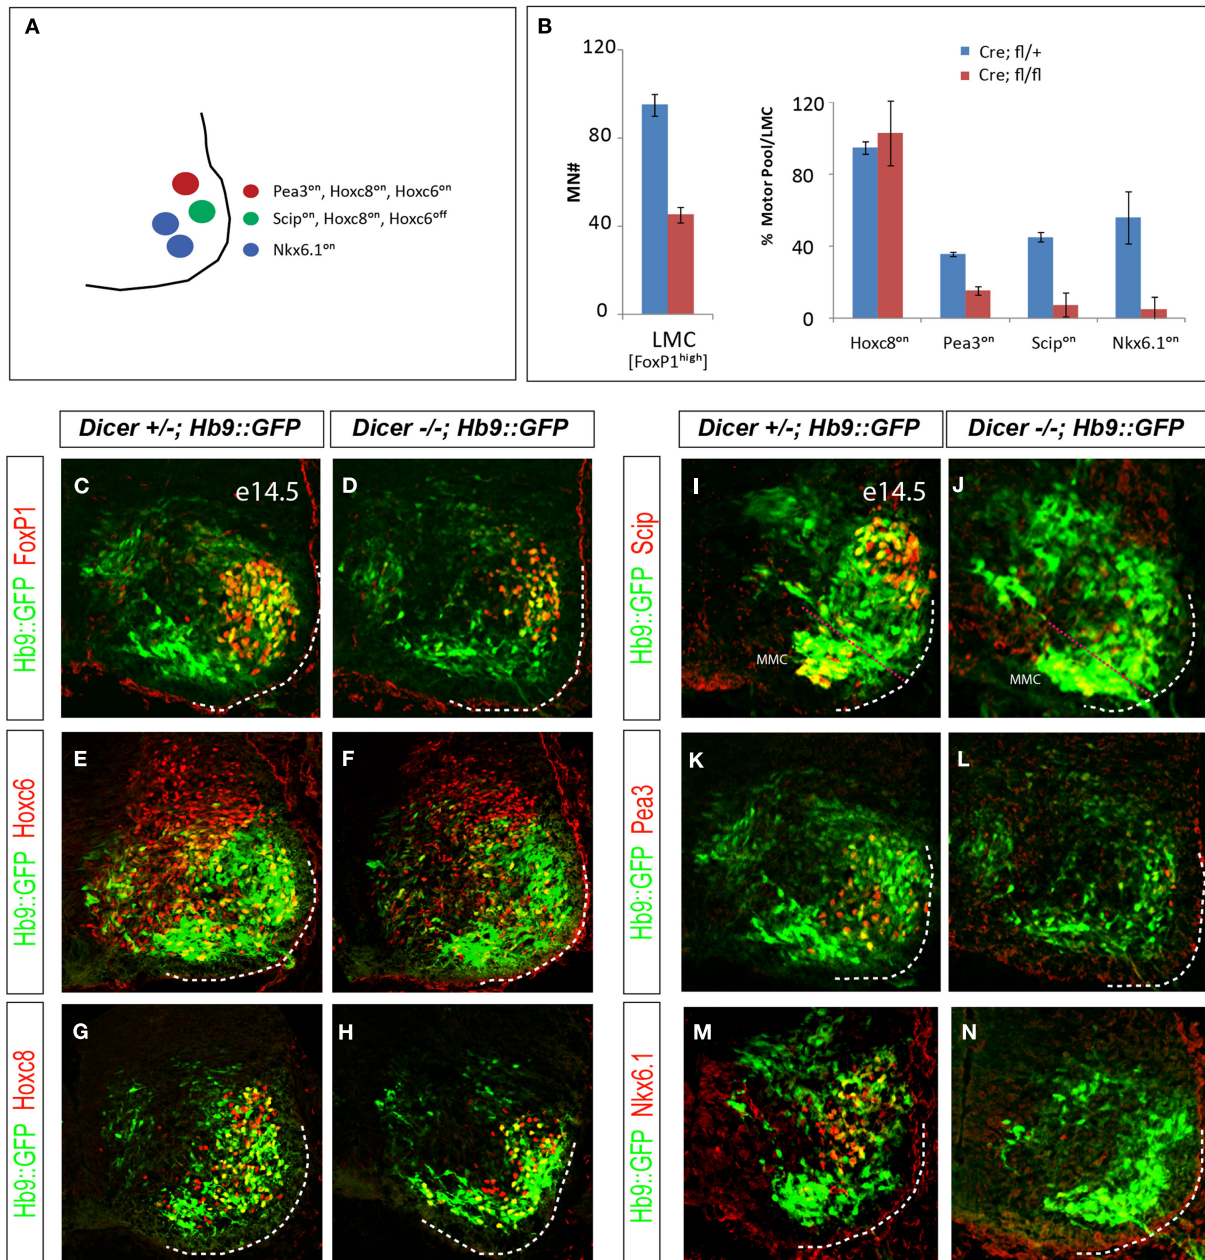 A
Pea3ᵒⁿ, Hoxc8ᵒⁿ, Hoxc6ᵒⁿ
Scipᵒⁿ, Hoxc8ᵒⁿ, Hoxc6ᵒᶠᶠ
Nkx6.1ᵒⁿ
B
120
80
40
0
MN#
LMC
[FoxP1ʰⁱᵍʰ]
Cre; fl/+
Cre; fl/fl
120
80
40
0
% Motor Pool/LMC
Hoxc8ᵒⁿ
Pea3ᵒⁿ
Scipᵒⁿ
Nkx6.1ᵒⁿ
Dicer +/-; Hb9::GFP
Dicer -/-; Hb9::GFP
Dicer +/-; Hb9::GFP
Dicer -/-; Hb9::GFP
Hb9::GFP FoxP1
C
e14.5
D
Hb9::GFP Scip
I
e14.5
MMC
J
MMC
Hb9::GFP Hoxc6
E
F
Hb9::GFP Pea3
K
L
Hb9::GFP Hoxc8
G
H
Hb9::GFP Nkx6.1
M
N